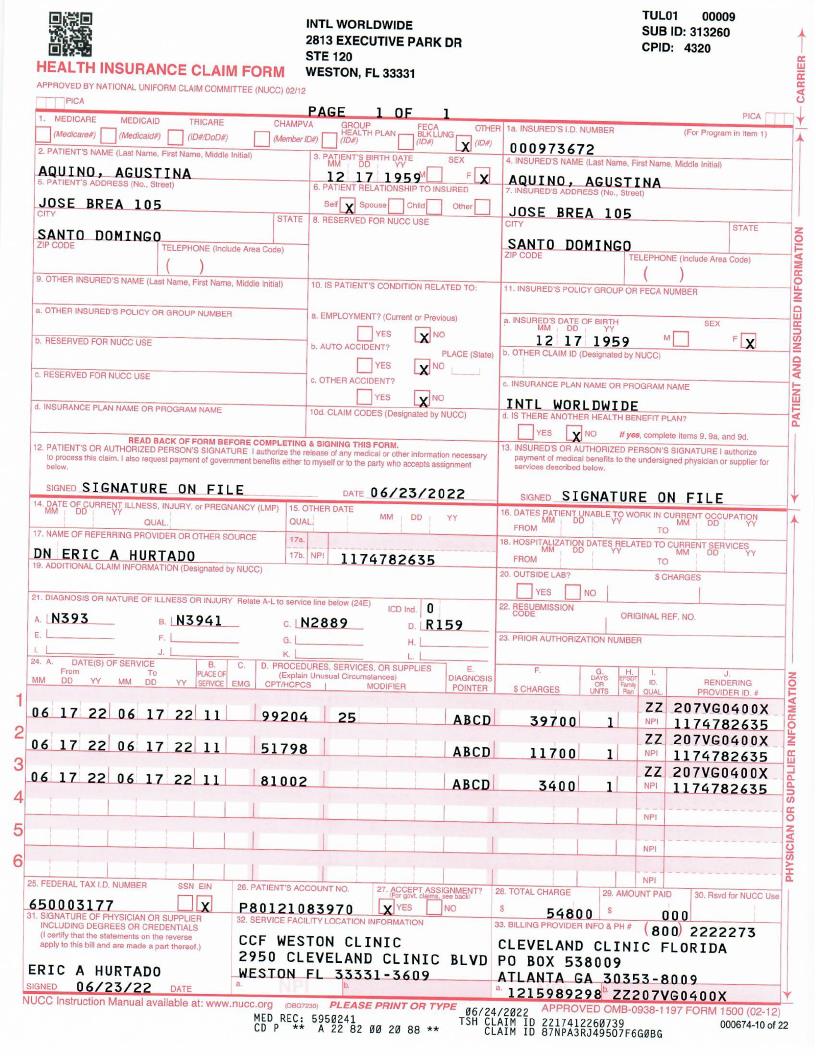 INTL WORLDWIDE
2813 EXECUTIVE PARK DR
STE 120
WESTON, FL 33331
TUL01 00009
SUB ID: 313260
CPID: 4320
HEALTH INSURANCE CLAIM FORM
APPROVED BY NATIONAL UNIFORM CLAIM COMMITTEE (NUCC) 02/12
PICA
PAGE 1 OF 1
PICA
CARRIER
1. MEDICARE MEDICAID TRICARE CHAMPVA GROUP HEALTH PLAN FECA BLK LUNG OTHER
(Medicare#) (Medicaid#) (ID#/DoD#) (Member ID#) (ID#) (ID#) X (ID#)
1a. INSURED'S I.D. NUMBER (For Program in Item 1)
000973672
2. PATIENT'S NAME (Last Name, First Name, Middle Initial)
AQUINO, AGUSTINA
3. PATIENT'S BIRTH DATE SEX
MM DD YY
12 17 1959 M F X
4. INSURED'S NAME (Last Name, First Name, Middle Initial)
AQUINO, AGUSTINA
5. PATIENT'S ADDRESS (No., Street)
JOSE BREA 105
6. PATIENT RELATIONSHIP TO INSURED
Self X Spouse Child Other
7. INSURED'S ADDRESS (No., Street)
JOSE BREA 105
CITY STATE
SANTO DOMINGO
8. RESERVED FOR NUCC USE
CITY STATE
SANTO DOMINGO
ZIP CODE TELEPHONE (Include Area Code)
( )
ZIP CODE TELEPHONE (Include Area Code)
( )
9. OTHER INSURED'S NAME (Last Name, First Name, Middle Initial)
10. IS PATIENT'S CONDITION RELATED TO:
11. INSURED'S POLICY GROUP OR FECA NUMBER
a. OTHER INSURED'S POLICY OR GROUP NUMBER
a. EMPLOYMENT? (Current or Previous)
YES X NO
a. INSURED'S DATE OF BIRTH SEX
MM DD YY
12 17 1959 M F X
b. RESERVED FOR NUCC USE
b. AUTO ACCIDENT? PLACE (State)
YES X NO
b. OTHER CLAIM ID (Designated by NUCC)
c. RESERVED FOR NUCC USE
c. OTHER ACCIDENT?
YES X NO
c. INSURANCE PLAN NAME OR PROGRAM NAME
INTL WORLDWIDE
d. INSURANCE PLAN NAME OR PROGRAM NAME
10d. CLAIM CODES (Designated by NUCC)
d. IS THERE ANOTHER HEALTH BENEFIT PLAN?
YES X NO If yes, complete items 9, 9a, and 9d.
PATIENT AND INSURED INFORMATION
READ BACK OF FORM BEFORE COMPLETING & SIGNING THIS FORM.
12. PATIENT'S OR AUTHORIZED PERSON'S SIGNATURE I authorize the release of any medical or other information necessary
to process this claim. I also request payment of government benefits either to myself or to the party who accepts assignment
below.
SIGNED SIGNATURE ON FILE DATE 06/23/2022
13. INSURED'S OR AUTHORIZED PERSON'S SIGNATURE I authorize
payment of medical benefits to the undersigned physician or supplier for
services described below.
SIGNED SIGNATURE ON FILE
14. DATE OF CURRENT ILLNESS, INJURY, or PREGNANCY (LMP)
MM DD YY
QUAL.
15. OTHER DATE
QUAL. MM DD YY
16. DATES PATIENT UNABLE TO WORK IN CURRENT OCCUPATION
MM DD YY MM DD YY
FROM TO
17. NAME OF REFERRING PROVIDER OR OTHER SOURCE
DN ERIC A HURTADO
17a.
17b. NPI 1174782635
18. HOSPITALIZATION DATES RELATED TO CURRENT SERVICES
MM DD YY MM DD YY
FROM TO
19. ADDITIONAL CLAIM INFORMATION (Designated by NUCC)
20. OUTSIDE LAB? $ CHARGES
YES NO
21. DIAGNOSIS OR NATURE OF ILLNESS OR INJURY Relate A-L to service line below (24E) ICD Ind. 0
A. N393 B. N3941 C. N2889 D. R159
E. F. G. H.
I. J. K. L.
22. RESUBMISSION CODE ORIGINAL REF. NO.
23. PRIOR AUTHORIZATION NUMBER
24. A. DATE(S) OF SERVICE B. C. D. PROCEDURES, SERVICES, OR SUPPLIES E. F. G. H. I. J.
From To PLACE OF (Explain Unusual Circumstances) DIAGNOSIS DAYS OR EPSDT Family ID. RENDERING
MM DD YY MM DD YY SERVICE EMG CPT/HCPCS MODIFIER POINTER $ CHARGES UNITS Plan QUAL. PROVIDER ID. #
1 ZZ 207VG0400X
06 17 22 06 17 22 11 99204 25 ABCD 39700 1 NPI 1174782635
2 ZZ 207VG0400X
06 17 22 06 17 22 11 51798 ABCD 11700 1 NPI 1174782635
3 ZZ 207VG0400X
06 17 22 06 17 22 11 81002 ABCD 3400 1 NPI 1174782635
4
NPI
5
NPI
6
NPI
PHYSICIAN OR SUPPLIER INFORMATION
25. FEDERAL TAX I.D. NUMBER SSN EIN
650003177 X
26. PATIENT'S ACCOUNT NO.
P80121083970
27. ACCEPT ASSIGNMENT?
(For govt. claims, see back)
X YES NO
28. TOTAL CHARGE
$ 54800
29. AMOUNT PAID
$ 000
30. Rsvd for NUCC Use
31. SIGNATURE OF PHYSICIAN OR SUPPLIER
INCLUDING DEGREES OR CREDENTIALS
(I certify that the statements on the reverse
apply to this bill and are made a part thereof.)
ERIC A HURTADO
SIGNED 06/23/22 DATE
32. SERVICE FACILITY LOCATION INFORMATION
CCF WESTON CLINIC
2950 CLEVELAND CLINIC BLVD
WESTON FL 33331-3609
a. NPI b.
33. BILLING PROVIDER INFO & PH # (800) 2222273
CLEVELAND CLINIC FLORIDA
PO BOX 538009
ATLANTA GA 30353-8009
a. 1215989298 b. ZZ207VG0400X
NUCC Instruction Manual available at: www.nucc.org (DBG7235) PLEASE PRINT OR TYPE APPROVED OMB-0938-1197 FORM 1500 (02-12)
06/24/2022
MED REC: 5950241 TSH CLAIM ID 2217412260739
CD P ** A 22 82 00 20 88 ** CLAIM ID 87NPA3RJ495O7F6G0BG
000674-10 of 22